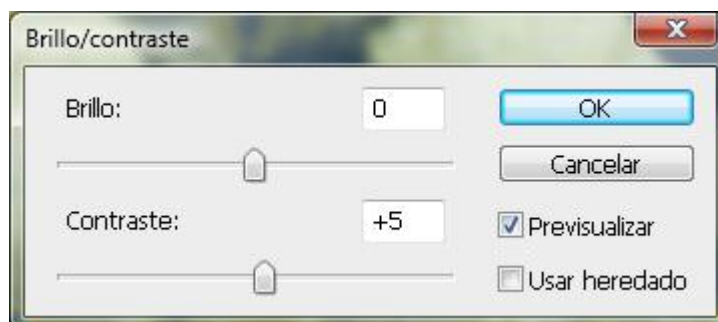 Brillo/contraste
Brillo:
0
OK
Cancelar
Contraste:
+5
Previsualizar
Usar heredado